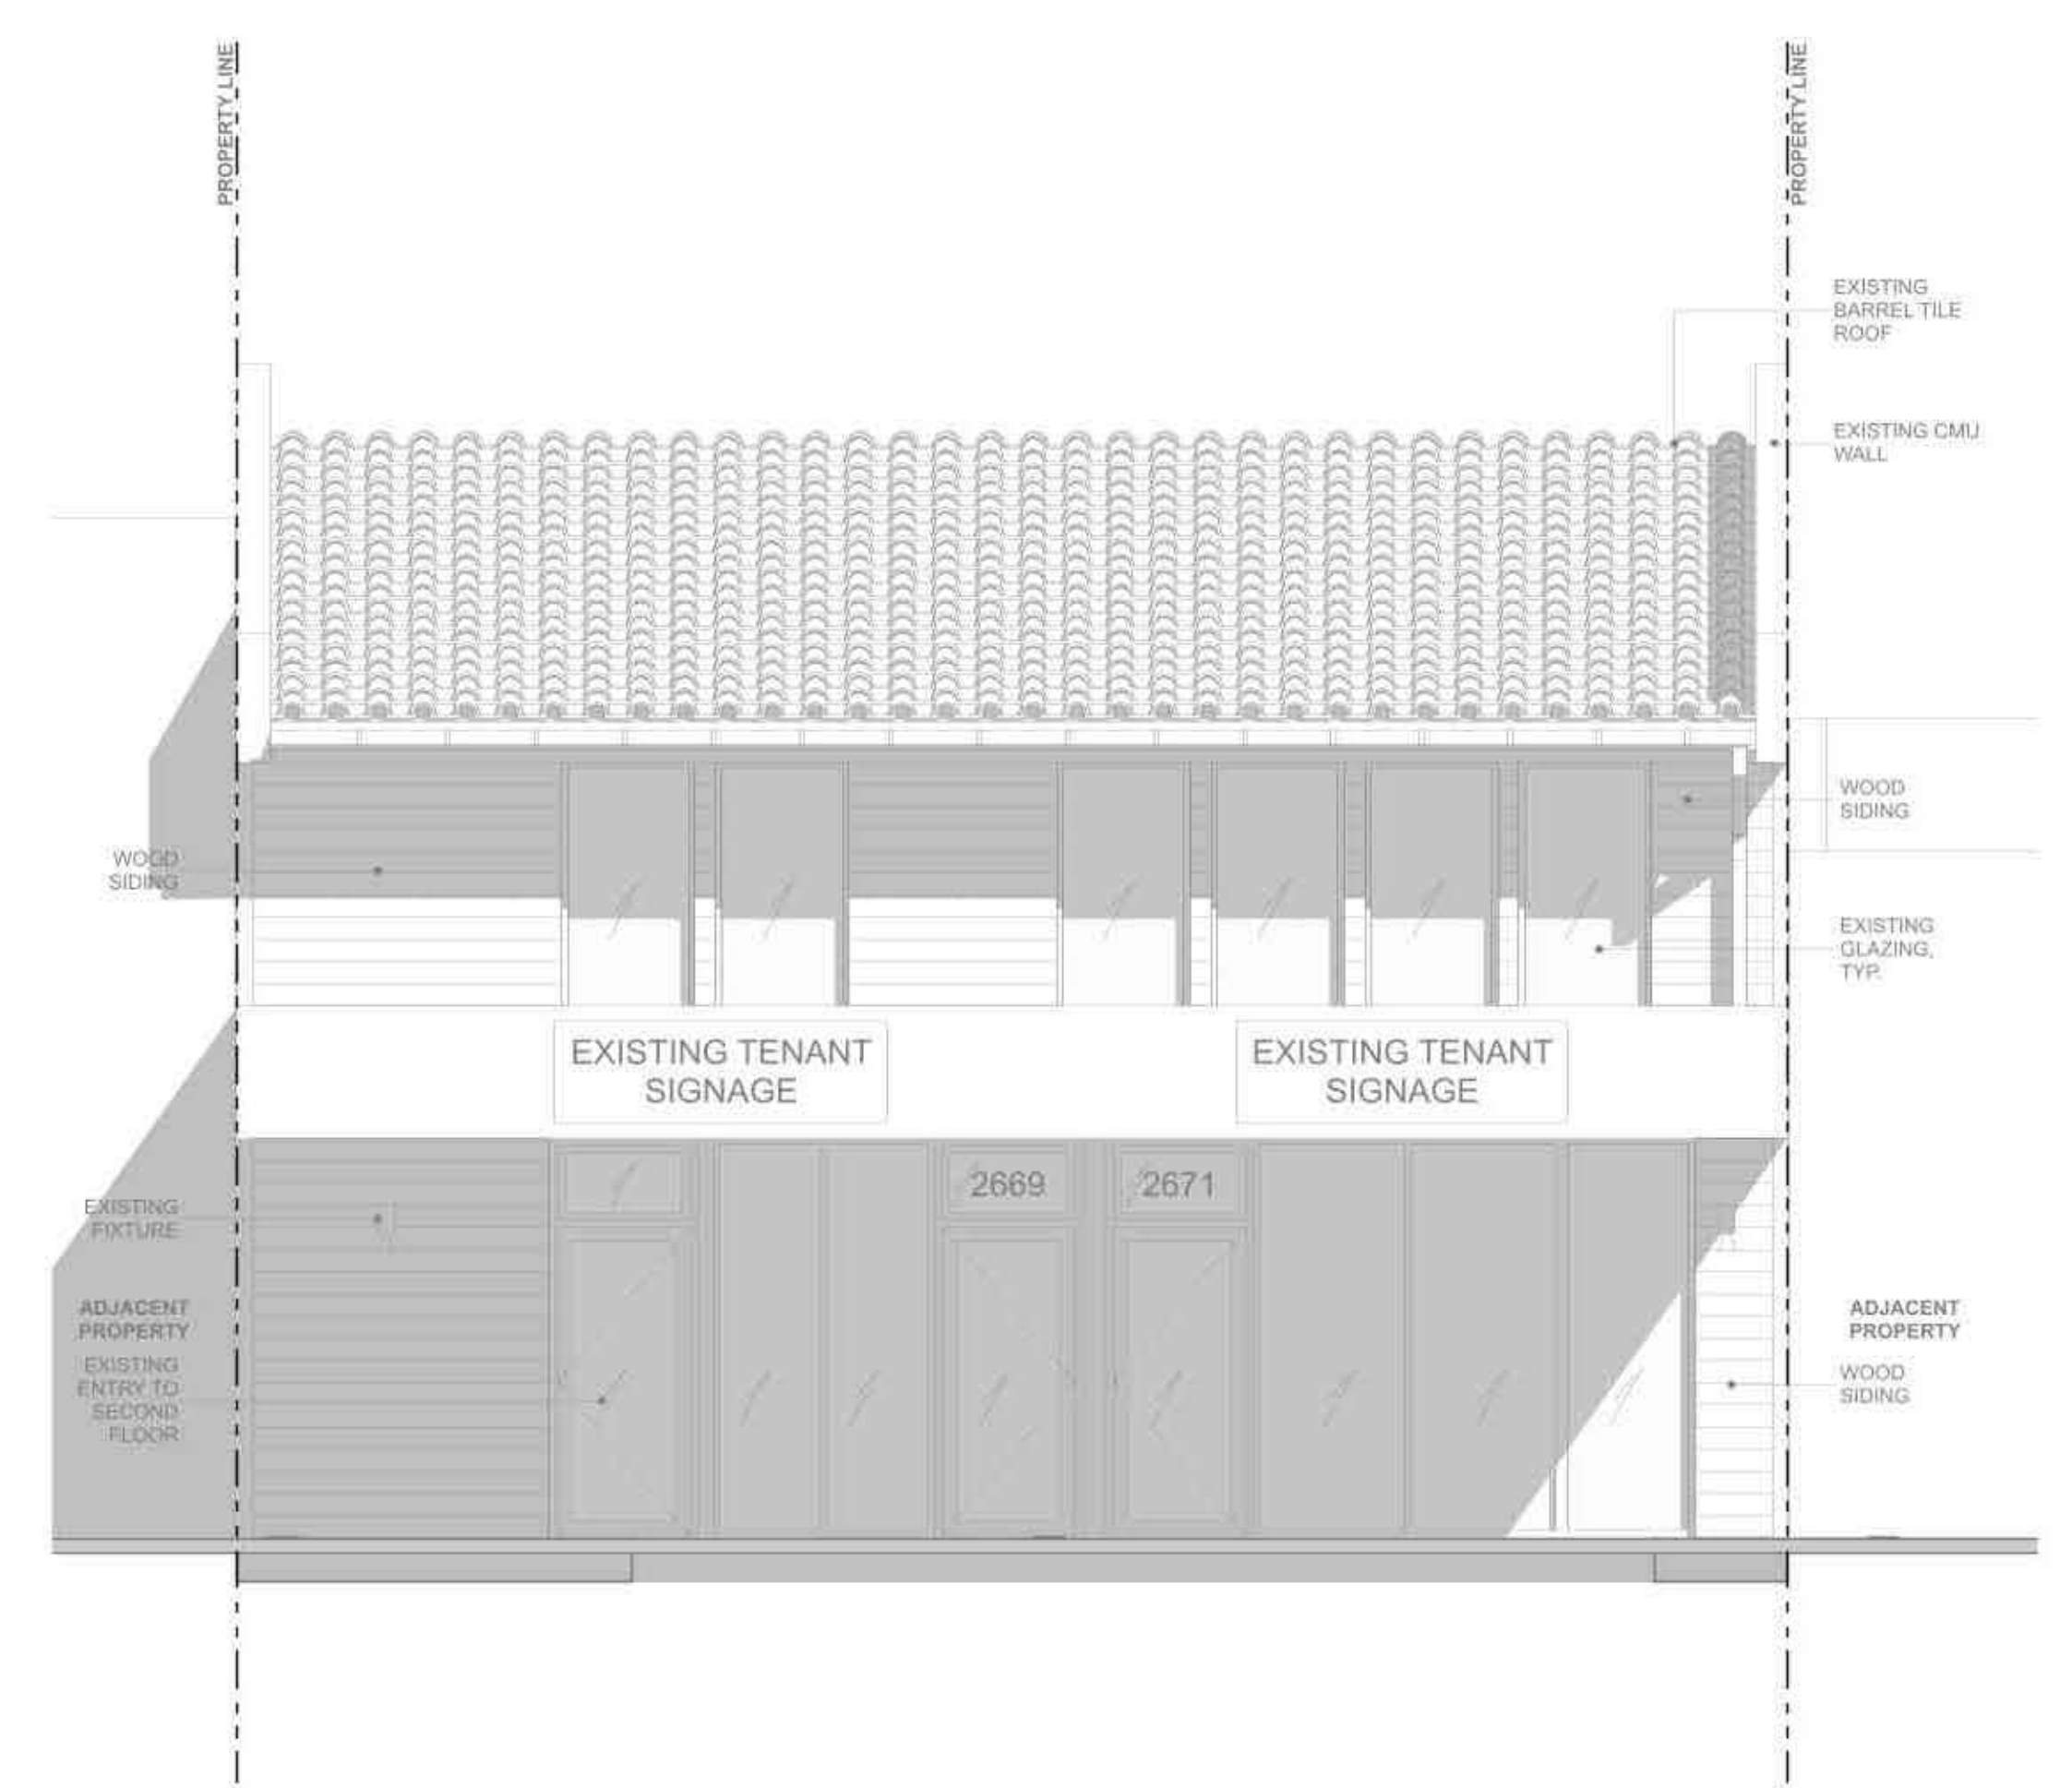 PROPERTY LINE
PROPERTY LINE
EXISTING
BARREL TILE
ROOF
EXISTING CMU
WALL
WOOD
SIDING
WOOD
SIDING
EXISTING
GLAZING,
TYP.
EXISTING TENANT
SIGNAGE
EXISTING TENANT
SIGNAGE
2669
2671
EXISTING
FIXTURE
ADJACENT
PROPERTY
EXISTING
ENTRY TO
SECOND
FLOOR
ADJACENT
PROPERTY
WOOD
SIDING